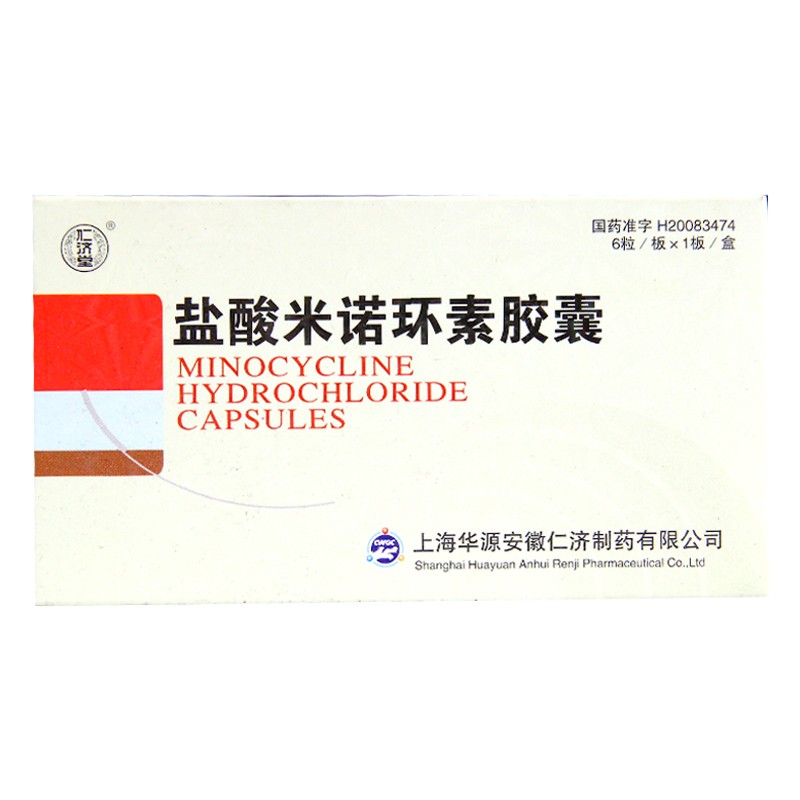 仁济堂®
国药准字 H20083474
6粒/板×1板/盒
盐酸米诺环素胶囊
MINOCYCLINE
HYDROCHLORIDE
CAPSULES
上海华源安徽仁济制药有限公司
Shanghai Huayuan Anhui Renji Pharmaceutical Co.,Ltd